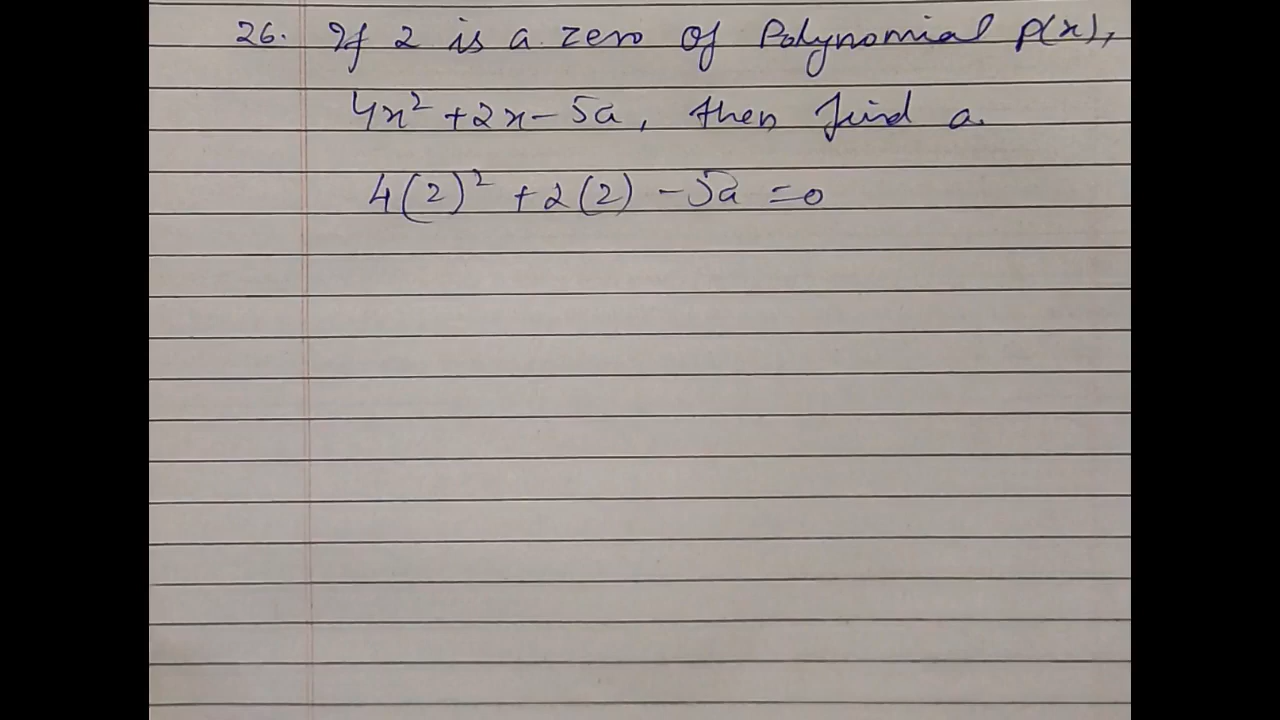 26. If 2 is a zero of Polynomial P(x),
4x² + 2x - 5a, then find a.
4(2)² + 2(2) - 5a = 0